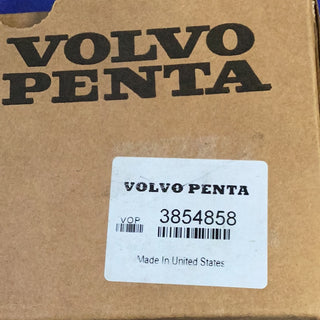 VOLVO
PENTA
VOLVO PENTA
VOP 3854858
Made In United States